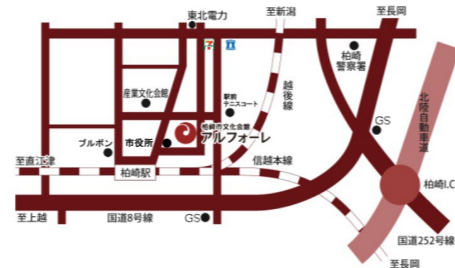 東北電力
至新潟
至長岡
柏崎
警察署
産業文化会館
駅前
テニスコート
越後線
北陸自動車道
市役所
柏崎市文化会館
アルフォーレ
GS
ブルボン
至直江津
信越本線
柏崎駅
柏崎I.C
至上越
国道8号線
GS
国道252号線
至長岡